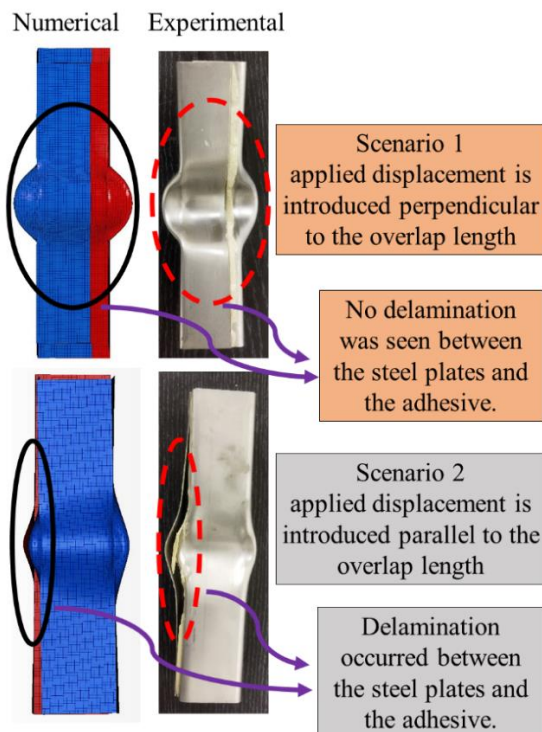 Numerical
Experimental
Scenario 1
applied displacement is
introduced perpendicular
to the overlap length
No delamination
was seen between
the steel plates and
the adhesive.
Scenario 2
applied displacement is
introduced parallel to the
overlap length
Delamination
occurred between
the steel plates and
the adhesive.